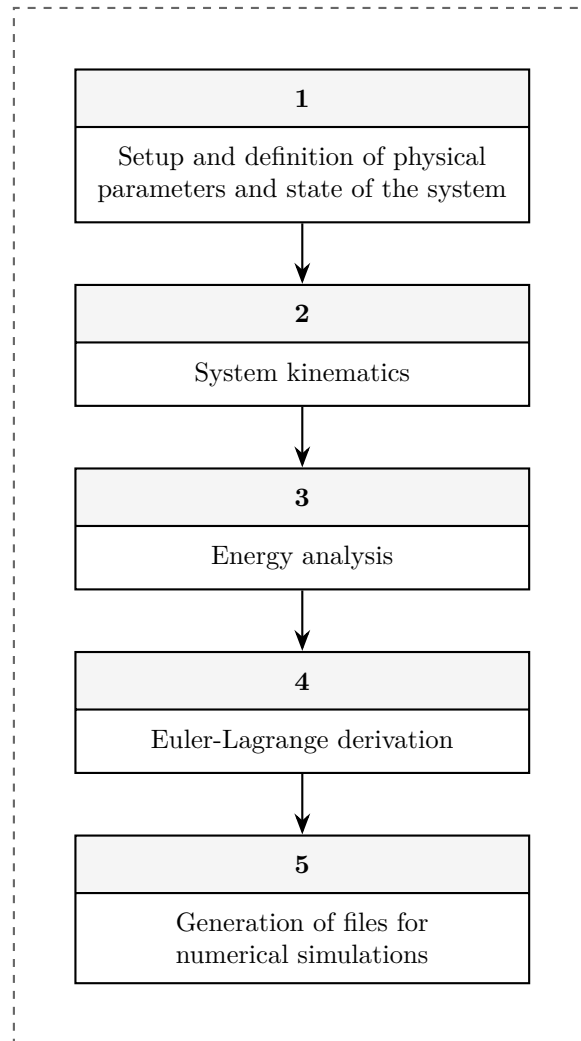 1
Setup and definition of physical
parameters and state of the system
2
System kinematics
3
Energy analysis
4
Euler-Lagrange derivation
5
Generation of files for
numerical simulations